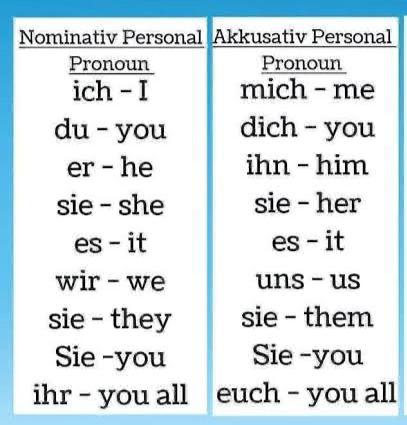 Nominativ Personal
Pronoun
ich – I
du – you
er – he
sie – she
es – it
wir – we
sie – they
Sie –you
ihr – you all
Akkusativ Personal
Pronoun
mich – me
dich – you
ihn – him
sie – her
es – it
uns – us
sie – them
Sie –you
euch – you all